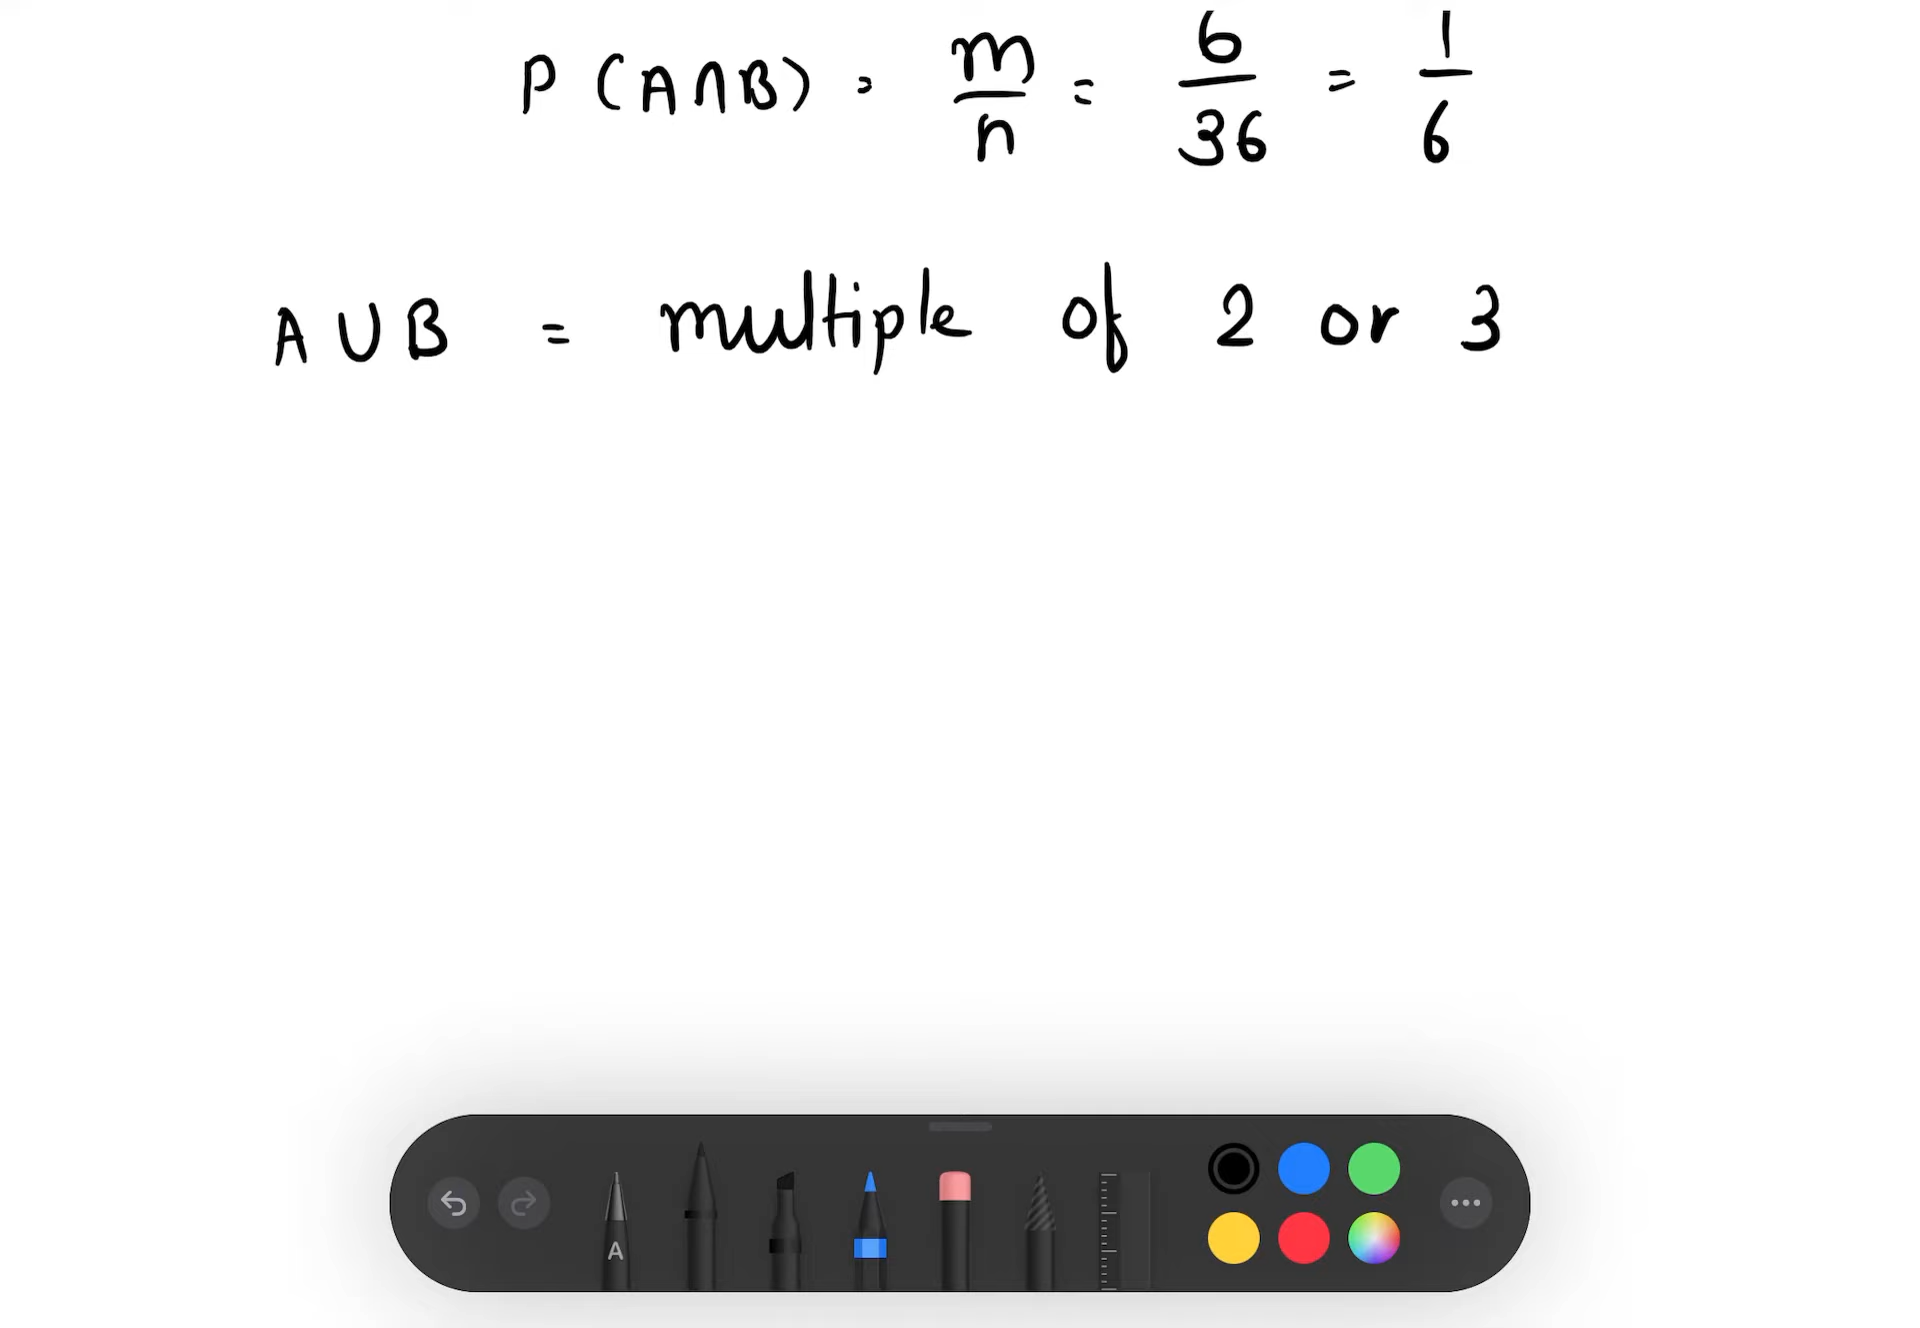 P (A∩B) = m/n = 6/36 = 1/6
A ∪ B = multiple of 2 or 3
A